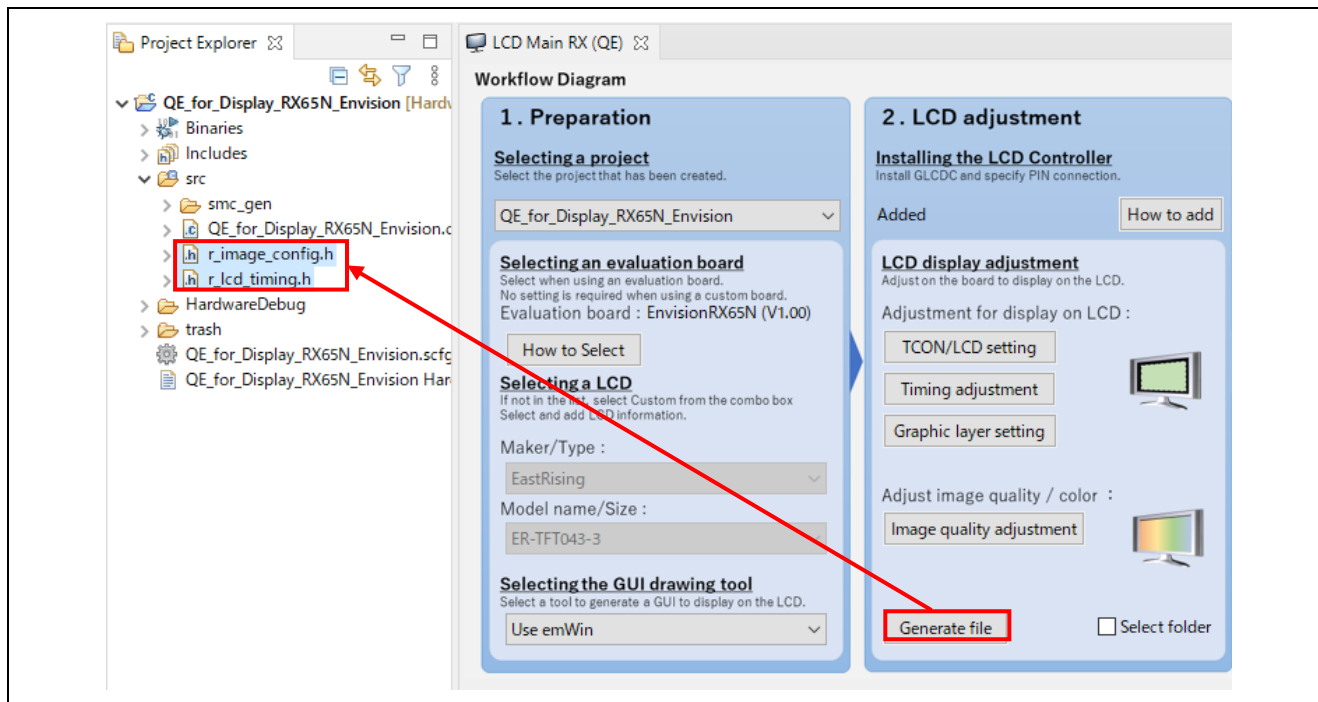 Project Explorer
QE_for_Display_RX65N_Envision [Hardw
Binaries
Includes
src
smc_gen
QE_for_Display_RX65N_Envision.c
r_image_config.h
r_lcd_timing.h
HardwareDebug
trash
QE_for_Display_RX65N_Envision.scfg
QE_for_Display_RX65N_Envision Har
LCD Main RX (QE)
Workflow Diagram
1. Preparation
Selecting a project
Select the project that has been created.
QE_for_Display_RX65N_Envision
Selecting an evaluation board
Select when using an evaluation board.
No setting is required when using a custom board.
Evaluation board : EnvisionRX65N (V1.00)
How to Select
Selecting a LCD
If not in the list, select Custom from the combo box
Select and add LCD information.
Maker/Type :
EastRising
Model name/Size :
ER-TFT043-3
Selecting the GUI drawing tool
Select a tool to generate a GUI to display on the LCD.
Use emWin
2. LCD adjustment
Installing the LCD Controller
Install GLCDC and specify PIN connection.
Added
How to add
LCD display adjustment
Adjust on the board to display on the LCD.
Adjustment for display on LCD :
TCON/LCD setting
Timing adjustment
Graphic layer setting
Adjust image quality / color :
Image quality adjustment
Generate file
Select folder